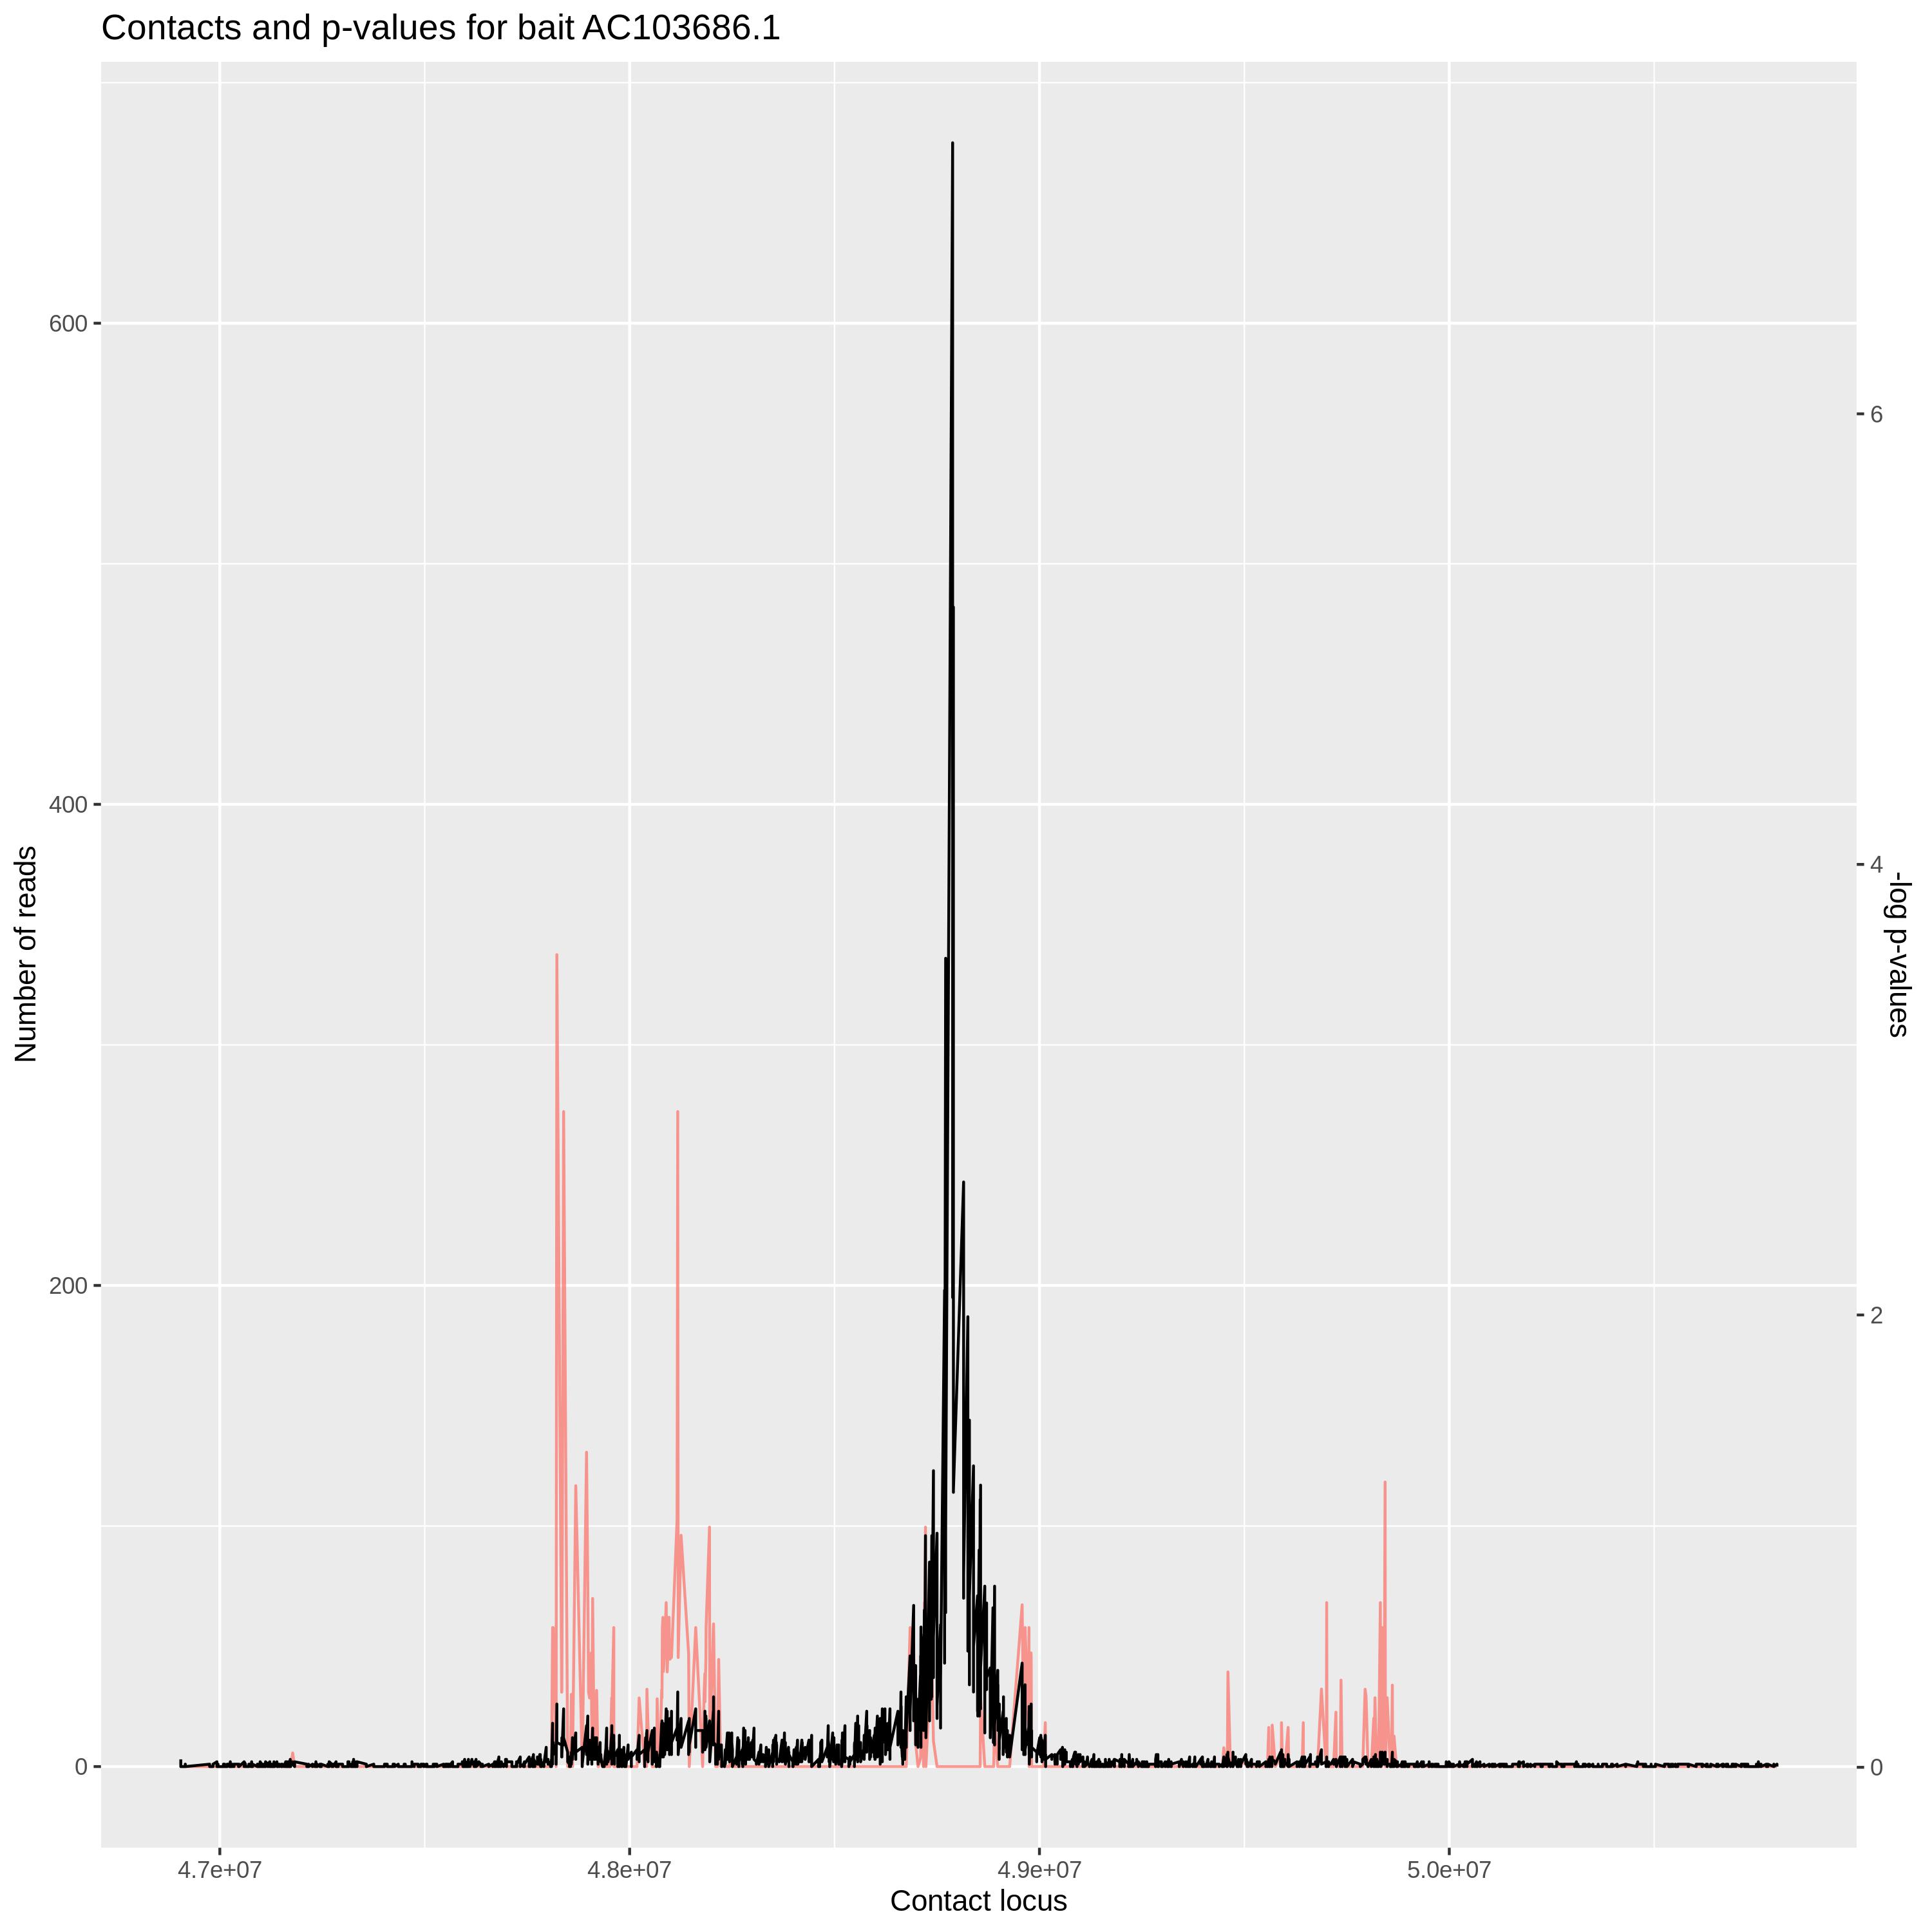 Contacts and p-values for bait AC103686.1
600
400
200
0
Number of reads
6
4
2
0
-log p-values
4.7e+07
4.8e+07
4.9e+07
5.0e+07
Contact locus